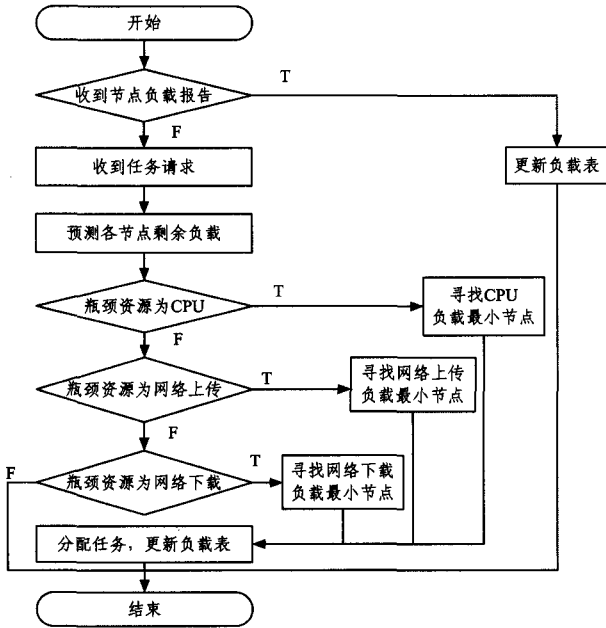 开始
收到节点负载报告
T
F
收到任务请求
更新负载表
预测各节点剩余负载
瓶颈资源为CPU
T
寻找CPU
负载最小节点
F
瓶颈资源为网络上传
T
寻找网络上传
负载最小节点
F
F
瓶颈资源为网络下载
T
寻找网络下载
负载最小节点
分配任务，更新负载表
结束